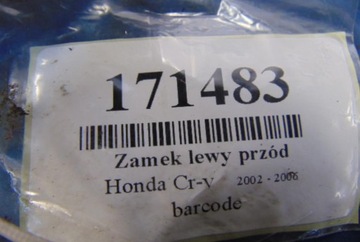 171483
Zamek lewy przód
Honda Cr-v 2002 - 2006
barcode